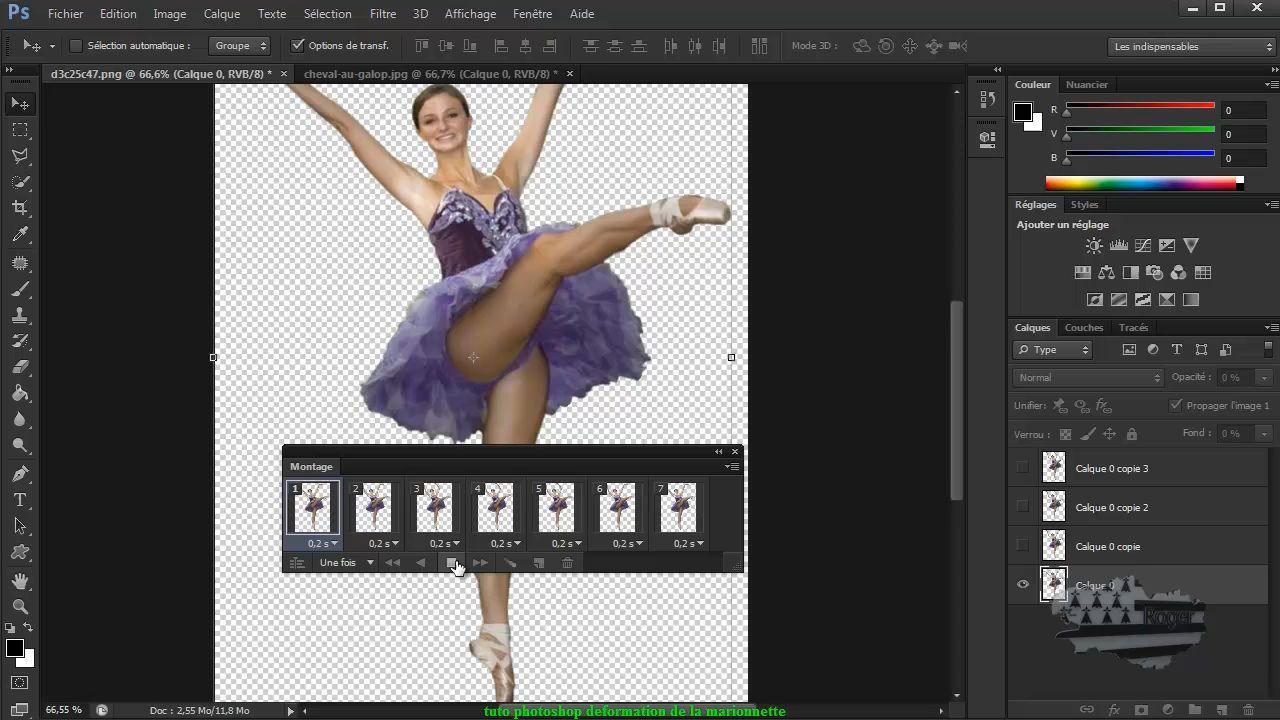 Ps Fichier Edition Image Calque Texte Sélection Filtre 3D Affichage Fenêtre Aide
Sélection automatique : Groupe Options de transf. Mode 3D : Les indispensables
d3c25c47.png @ 66,6% (Calque 0, RVB/8) * × cheval-au-galop.jpg @ 66,7% (Calque 0, RVB/8) * ×
Couleur Nuancier
R 0
V 0
B 0
Réglages Styles
Ajouter un réglage
Calques Couches Tracés
Type
Normal Opacité : 0 %
Unifier : Propager l'image 1
Verrou : Fond : 0 %
Calque 0 copie 3
Calque 0 copie 2
Calque 0 copie
Calque 0
Roger
Montage
1 2 3 4 5 6 7
0,2 s 0,2 s 0,2 s 0,2 s 0,2 s 0,2 s 0,2 s
Une fois
66,55 % Doc : 2,55 Mo/11,8 Mo
tuto photoshop deformation de la marionnette